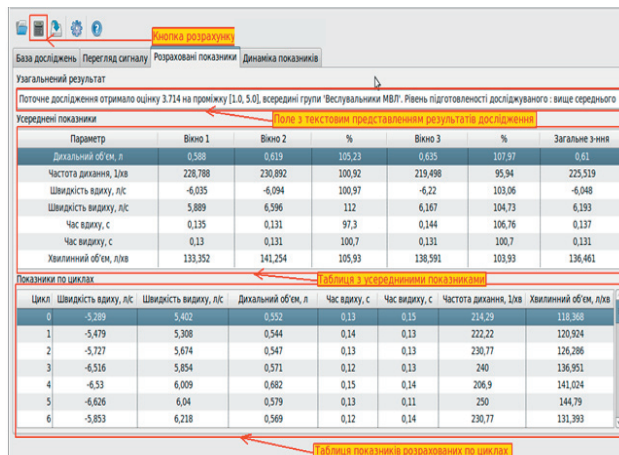 Кнопка розрахунку
База досліджень Перегляд сигналу Розраховані показники Динаміка показників
Узагальнений результат
Поточне дослідження отримало оцінку 3.714 на проміжку [1.0, 5.0], всередині групи 'Веслувальники МВЛ'. Рівень підготовленості досліджуваного : вище середнього
Поле з текстовим представленням результатів дослідження
Усереднені показники
Параметр Вікно 1 Вікно 2 % Вікно 3 % Загальне з-ння
Дихальний об'єм, л 0,588 0,619 105,23 0,635 107,97 0,61
Частота дихання, 1/хв 228,788 230,892 100,92 219,498 95,94 225,519
Швидкість вдиху, л/с -6,035 -6,094 100,97 -6,22 103,06 -6,048
Швидкість видиху, л/с 5,889 6,596 112 6,167 104,73 6,193
Час вдиху, с 0,135 0,131 97,3 0,144 106,76 0,137
Час видиху, с 0,13 0,131 100,7 0,131 100,7 0,131
Хвилинний об'єм, л/хв 133,352 141,254 105,93 138,591 103,93 136,461
Таблиця з усередниними показниками
Показники по циклах
Цикл Швидкість вдиху, л/с Швидкість видиху, л/с Дихальний об'єм, л Час вдиху, с Час видиху, с Частота дихання, 1/хв Хвилинний об'єм, л/хв
0 -5,289 5,402 0,552 0,13 0,15 214,29 118,368
1 -5,479 5,308 0,544 0,14 0,13 222,22 120,924
2 -5,727 5,674 0,547 0,13 0,13 230,77 126,286
3 -6,516 5,854 0,571 0,12 0,13 240 136,951
4 -6,53 6,009 0,682 0,15 0,14 206,9 141,024
5 -6,626 6,04 0,579 0,13 0,11 250 144,79
6 -5,853 6,218 0,569 0,12 0,14 230,77 131,393
Таблиця показників розрахованих по циклах